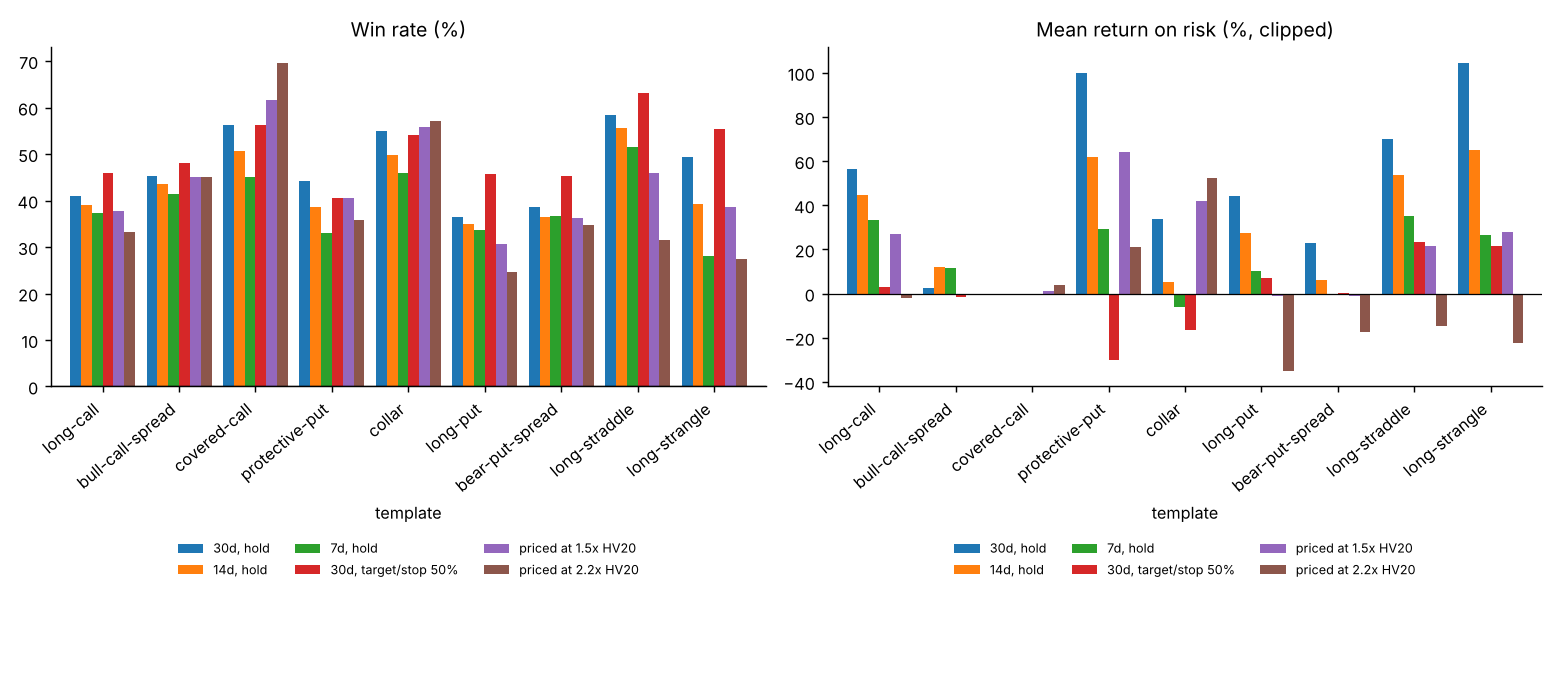 Win rate (%)
70
60
50
40
30
20
10
0
long-call
bull-call-spread
covered-call
protective-put
collar
long-put
bear-put-spread
long-straddle
long-strangle
template
30d, hold
14d, hold
7d, hold
30d, target/stop 50%
priced at 1.5x HV20
priced at 2.2x HV20
Mean return on risk (%, clipped)
100
80
60
40
20
0
−20
−40
long-call
bull-call-spread
covered-call
protective-put
collar
long-put
bear-put-spread
long-straddle
long-strangle
template
30d, hold
14d, hold
7d, hold
30d, target/stop 50%
priced at 1.5x HV20
priced at 2.2x HV20